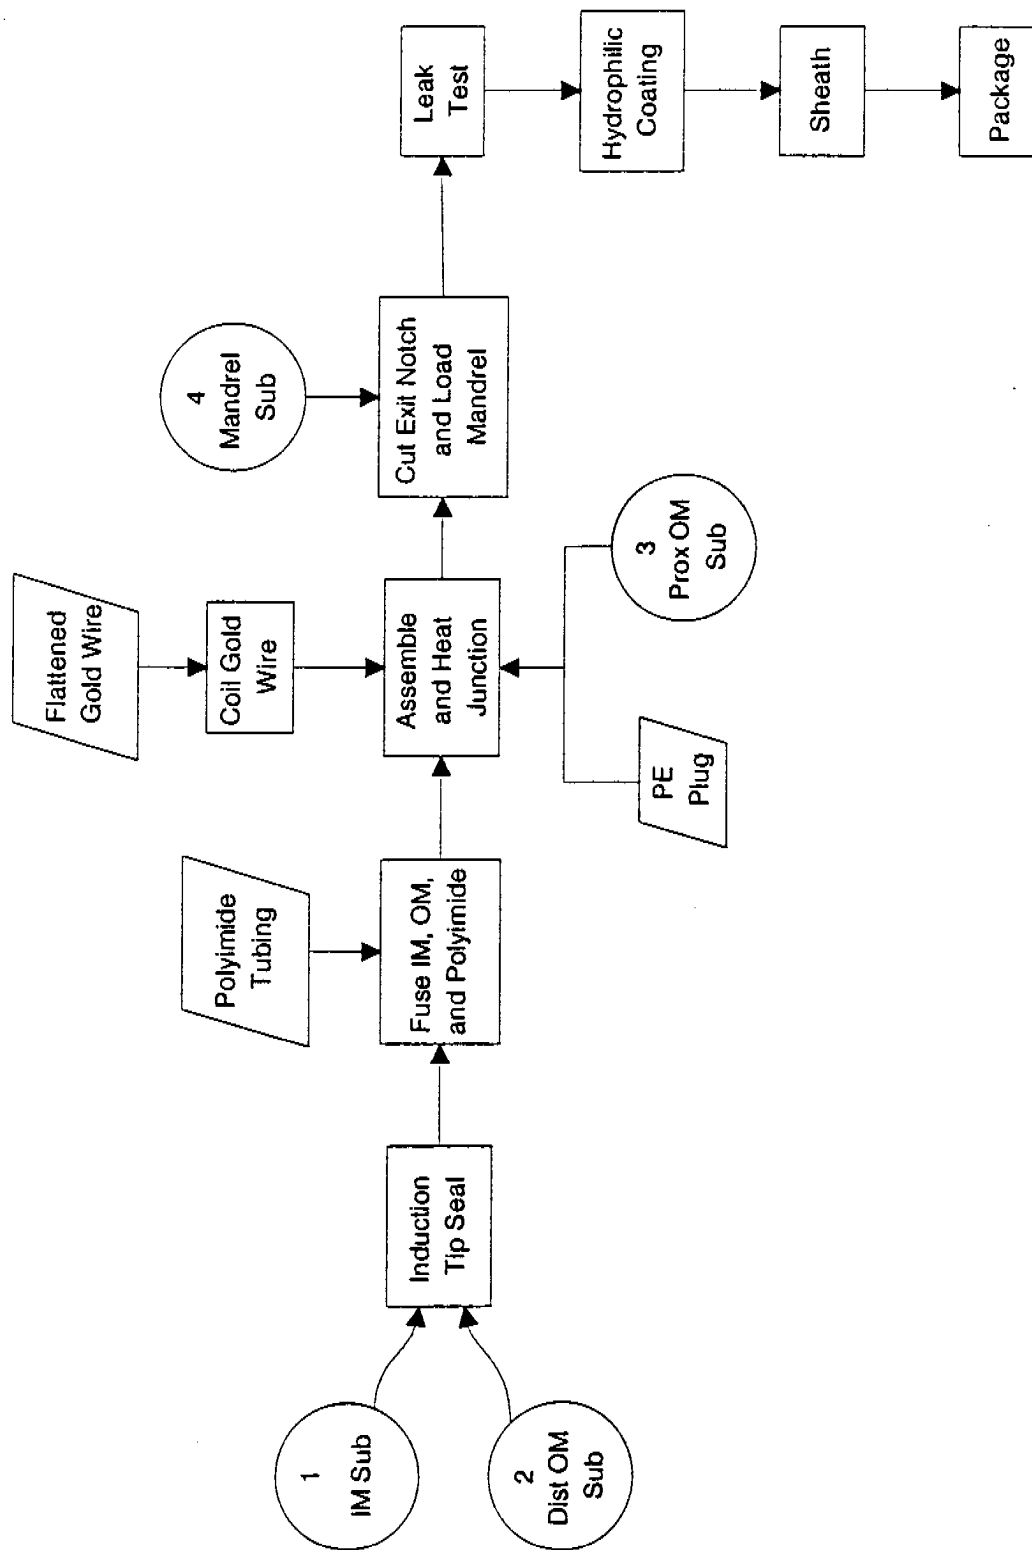 1
IM Sub
2
Dist OM
Sub
Induction
Tip Seal
Polyimide
Tubing
Fuse IM, OM,
and Polyimide
Flattened
Gold Wire
Coil Gold
Wire
Assemble
and Heat
Junction
PE
Plug
3
Prox OM
Sub
4
Mandrel
Sub
Cut Exit Notch
and Load
Mandrel
Leak
Test
Hydrophilic
Coating
Sheath
Package